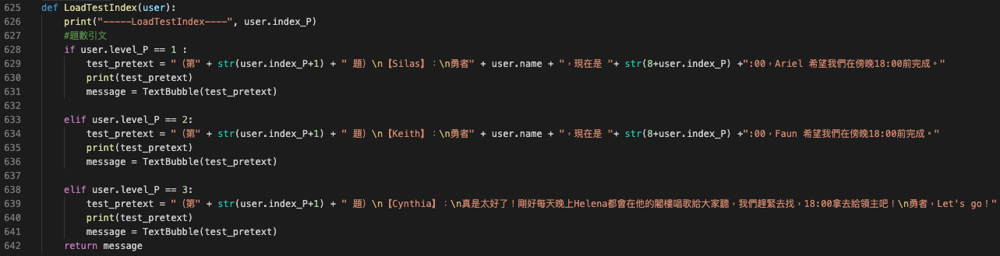 625 def LoadTestIndex(user):
626 print("-----LoadTestIndex----", user.index_P)
627 #題數引文
628 if user.level_P == 1 :
629 test_pretext = "（第" + str(user.index_P+1) + " 題）\n【Silas】：\n勇者" + user.name + "，現在是 "+ str(8+user.index_P) +":00，Ariel 希望我們在傍晚18:00前完成。"
630 print(test_pretext)
631 message = TextBubble(test_pretext)
632
633 elif user.level_P == 2:
634 test_pretext = "（第" + str(user.index_P+1) + " 題）\n【Keith】：\n勇者" + user.name + "，現在是 "+ str(8+user.index_P) +":00，Faun 希望我們在傍晚18:00前完成。"
635 print(test_pretext)
636 message = TextBubble(test_pretext)
637
638 elif user.level_P == 3:
639 test_pretext = "（第" + str(user.index_P+1) + " 題）\n【Cynthia】：\n真是太好了！剛好每天晚上Helena都會在他的閣樓唱歌給大家聽，我們趕緊去找，18:00拿去給領主吧！\n勇者，Let's go！"
640 print(test_pretext)
641 message = TextBubble(test_pretext)
642 return message